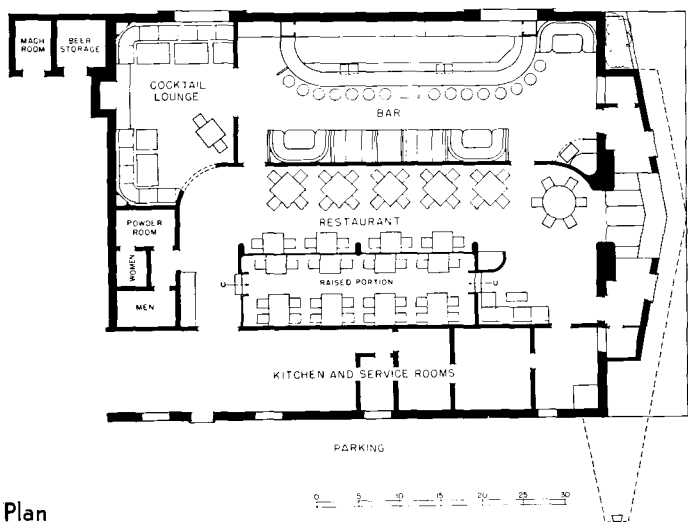 MACH
ROOM
BEER
STORAGE
COCKTAIL
LOUNGE
BAR
RESTAURANT
POWDER
ROOM
WOMEN
MEN
U
RAISED PORTION
U
KITCHEN AND SERVICE ROOMS
PARKING
0 5 10 15 20 25 30
Plan